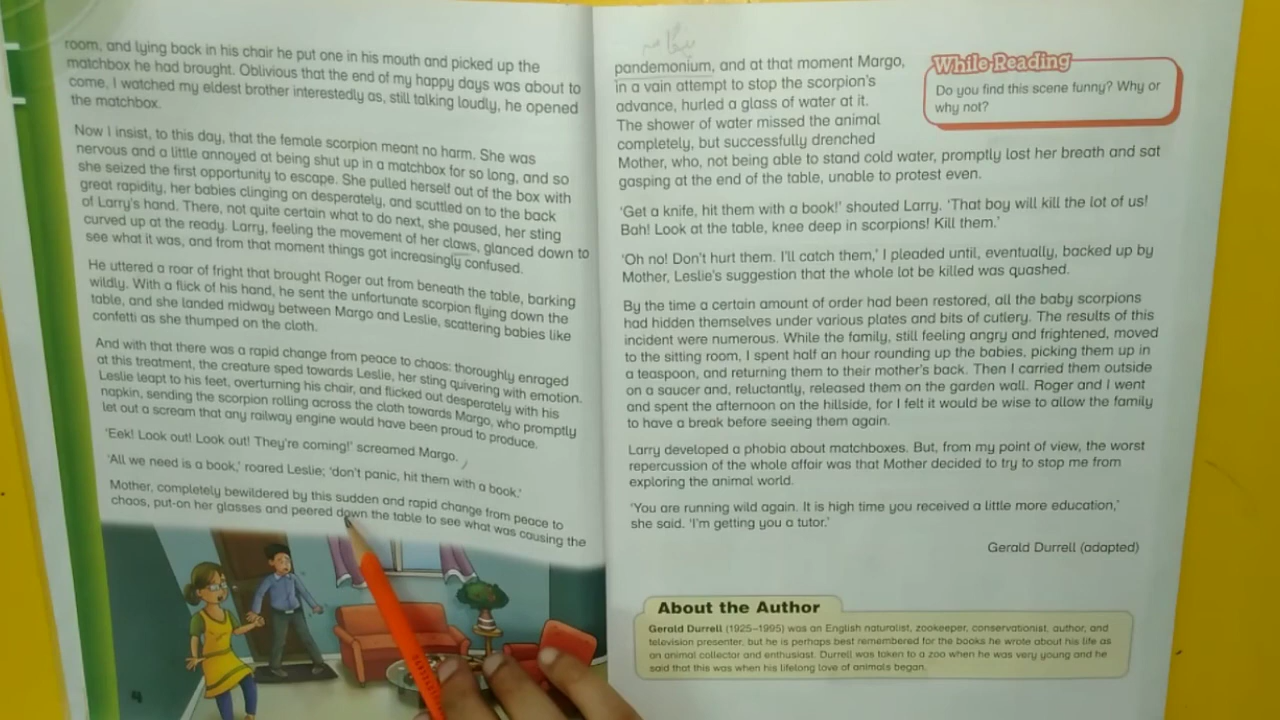 room, and lying back in his chair he put one in his mouth and picked up the
matchbox he had brought. Oblivious that the end of my happy days was about to
come, I watched my eldest brother interestedly as, still talking loudly, he opened
the matchbox.
Now I insist, to this day, that the female scorpion meant no harm. She was
nervous and a little annoyed at being shut up in a matchbox for so long, and so
she seized the first opportunity to escape. She pulled herself out of the box with
great rapidity, her babies clinging on desperately, and scuttled on to the back
of Larry's hand. There, not quite certain what to do next, she paused, her sting
curved up at the ready. Larry, feeling the movement of her claws, glanced down to
see what it was, and from that moment things got increasingly confused.
He uttered a roar of fright that brought Roger out from beneath the table, barking
wildly. With a flick of his hand, he sent the unfortunate scorpion flying down the
table, and she landed midway between Margo and Leslie, scattering babies like
confetti as she thumped on the cloth.
And with that there was a rapid change from peace to chaos: thoroughly enraged
at this treatment, the creature sped towards Leslie, her sting quivering with emotion.
Leslie leapt to his feet, overturning his chair, and flicked out desperately with his
napkin, sending the scorpion rolling across the cloth towards Margo, who promptly
let out a scream that any railway engine would have been proud to produce.
'Eek! Look out! Look out! They're coming!' screamed Margo.
'All we need is a book,' roared Leslie; 'don't panic, hit them with a book.'
Mother, completely bewildered by this sudden and rapid change from peace to
chaos, put-on her glasses and peered down the table to see what was causing the
4
pandemonium, and at that moment Margo,
in a vain attempt to stop the scorpion's
advance, hurled a glass of water at it.
The shower of water missed the animal
completely, but successfully drenched
Mother, who, not being able to stand cold water, promptly lost her breath and sat
gasping at the end of the table, unable to protest even.
While Reading
Do you find this scene funny? Why or
why not?
'Get a knife, hit them with a book!' shouted Larry. 'That boy will kill the lot of us!
Bah! Look at the table, knee deep in scorpions! Kill them.'
'Oh no! Don't hurt them. I'll catch them,' I pleaded until, eventually, backed up by
Mother, Leslie's suggestion that the whole lot be killed was quashed.
By the time a certain amount of order had been restored, all the baby scorpions
had hidden themselves under various plates and bits of cutlery. The results of this
incident were numerous. While the family, still feeling angry and frightened, moved
to the sitting room, I spent half an hour rounding up the babies, picking them up in
a teaspoon, and returning them to their mother's back. Then I carried them outside
on a saucer and, reluctantly, released them on the garden wall. Roger and I went
and spent the afternoon on the hillside, for I felt it would be wise to allow the family
to have a break before seeing them again.
Larry developed a phobia about matchboxes. But, from my point of view, the worst
repercussion of the whole affair was that Mother decided to try to stop me from
exploring the animal world.
'You are running wild again. It is high time you received a little more education,'
she said. 'I'm getting you a tutor.'
Gerald Durrell (adapted)
About the Author
Gerald Durrell (1925–1995) was an English naturalist, zookeeper, conservationist, author, and
television presenter, but he is perhaps best remembered for the books he wrote about his life as
an animal collector and enthusiast. Durrell was taken to a zoo when he was very young and he
said that this was when his lifelong love of animals began.